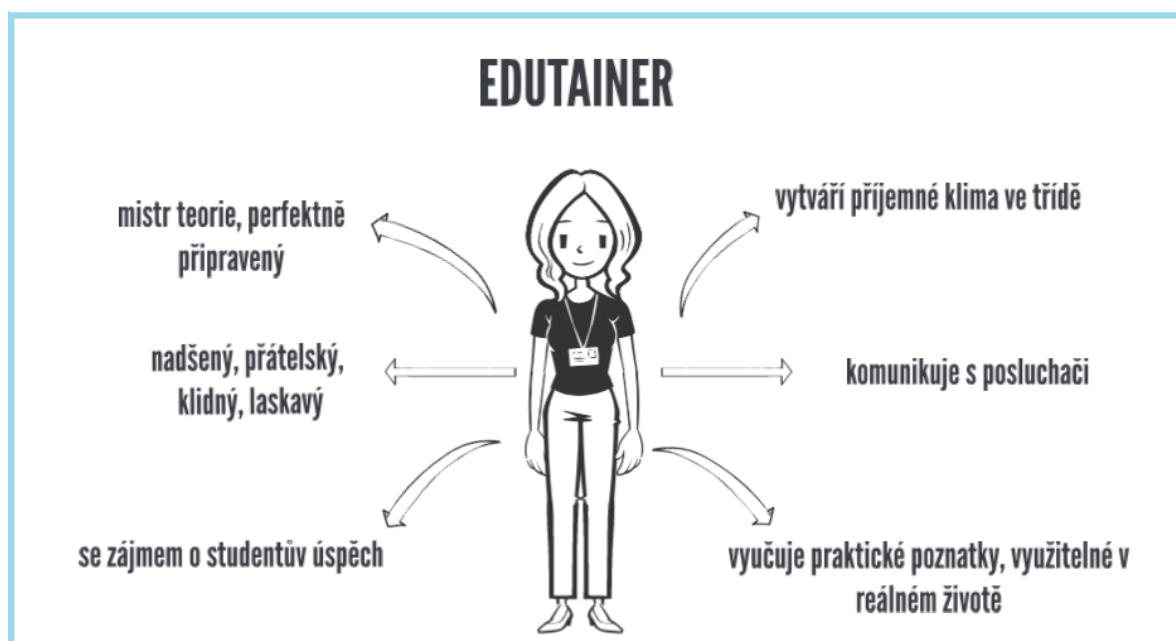 EDUTAINER
mistr teorie, perfektně
připravený
nadšený, přátelský,
klidný, laskavý
se zájmem o studentův úspěch
vytváří příjemné klima ve třídě
komunikuje s posluchači
vyučuje praktické poznatky, využitelné v
reálném životě